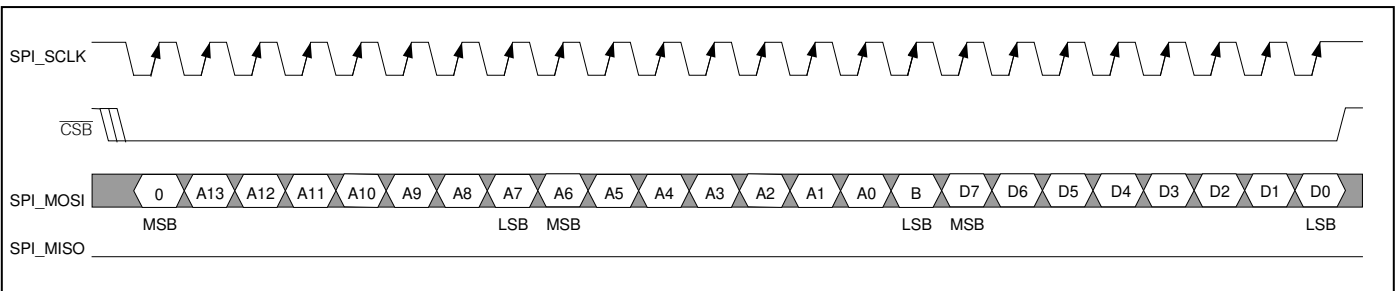 SPI_SCLK
CSB
SPI_MOSI 0 A13 A12 A11 A10 A9 A8 A7 A6 A5 A4 A3 A2 A1 A0 B D7 D6 D5 D4 D3 D2 D1 D0
MSB LSB MSB LSB MSB LSB
SPI_MISO